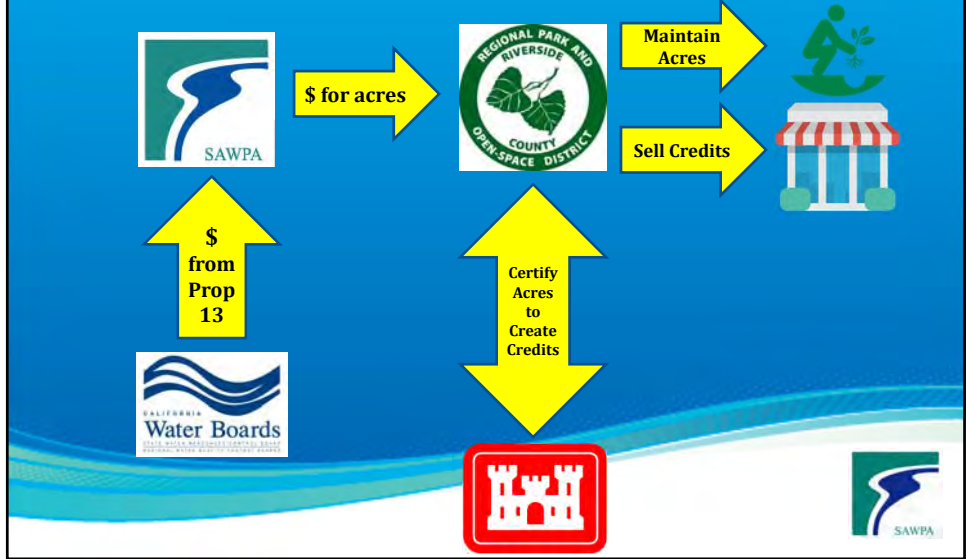 SAWPA
$ for acres
REGIONAL PARK AND
RIVERSIDE
COUNTY
OPEN-SPACE DISTRICT
Maintain
Acres
Sell Credits
$
from
Prop
13
Certify
Acres
to
Create
Credits
CALIFORNIA
Water Boards
STATE WATER RESOURCES CONTROL BOARD
REGIONAL WATER QUALITY CONTROL BOARDS
SAWPA